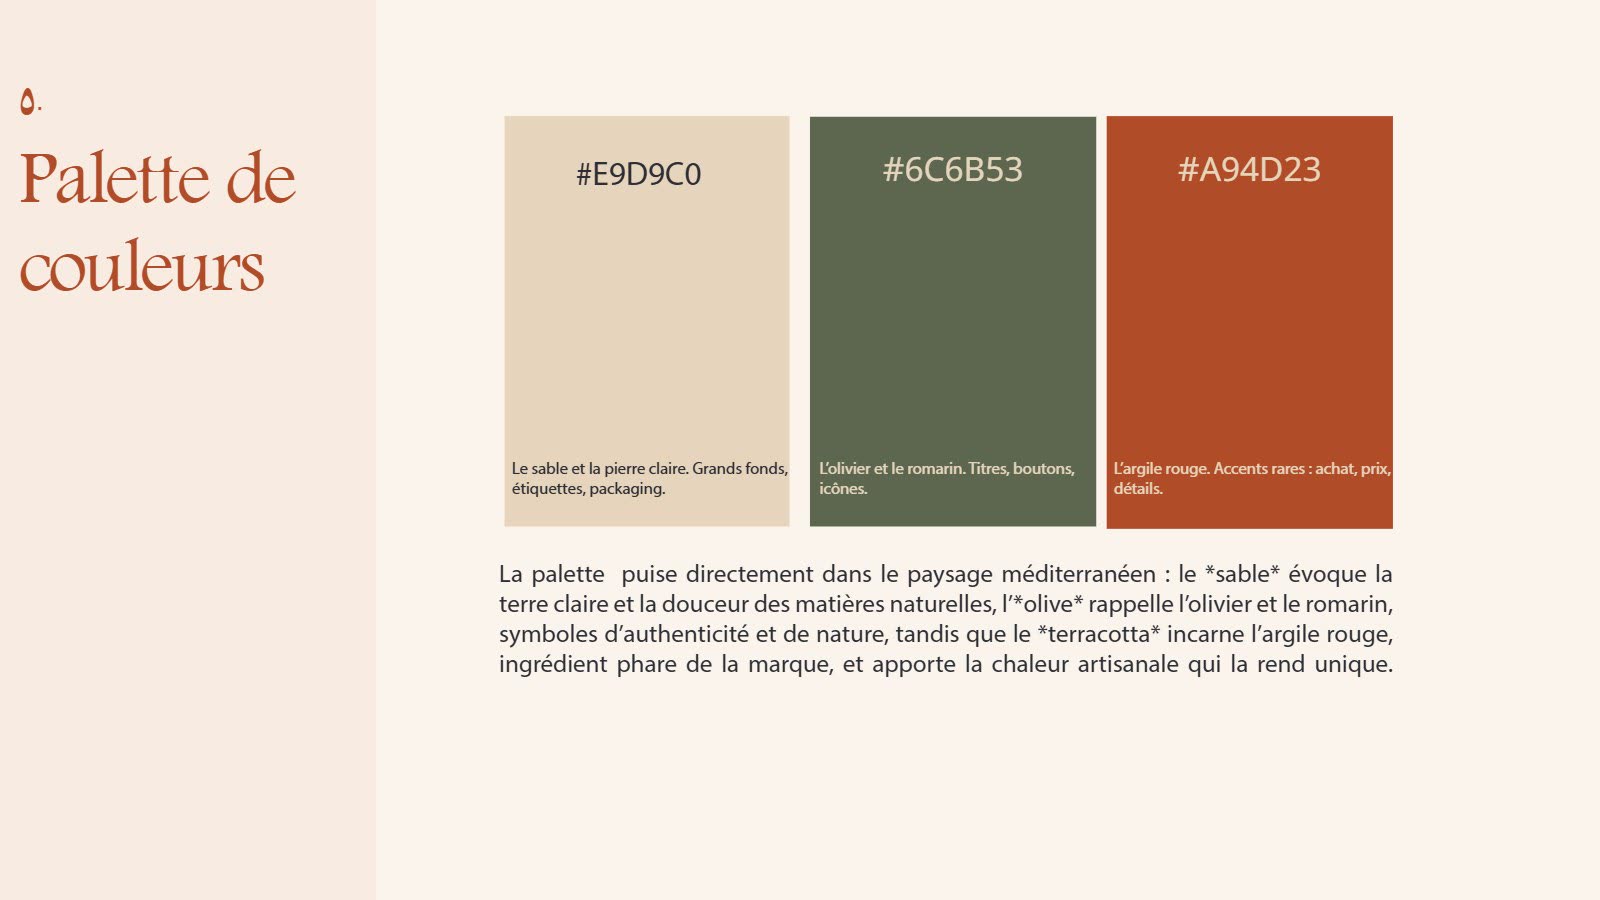 ٥.
Palette de
couleurs
#E9D9C0
#6C6B53
#A94D23
Le sable et la pierre claire. Grands fonds,
étiquettes, packaging.
L’olivier et le romarin. Titres, boutons,
icônes.
L’argile rouge. Accents rares : achat, prix,
détails.
La palette  puise directement dans le paysage méditerranéen : le *sable* évoque la
terre claire et la douceur des matières naturelles, l’*olive* rappelle l’olivier et le romarin,
symboles d’authenticité et de nature, tandis que le *terracotta* incarne l’argile rouge,
ingrédient phare de la marque, et apporte la chaleur artisanale qui la rend unique.